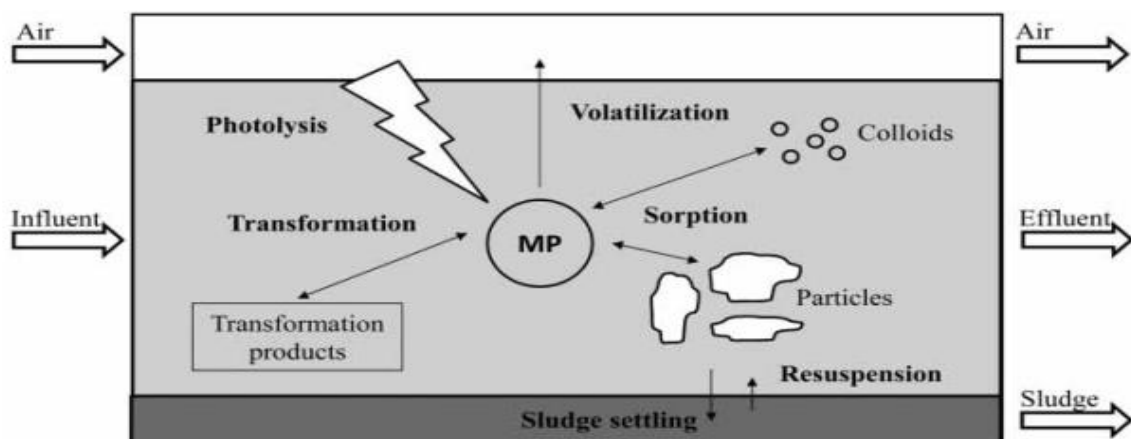 Air
Air
Photolysis
Volatilization
Colloids
Influent
Transformation
MP
Sorption
Effluent
Transformation
products
Particles
Resuspension
Sludge settling
Sludge